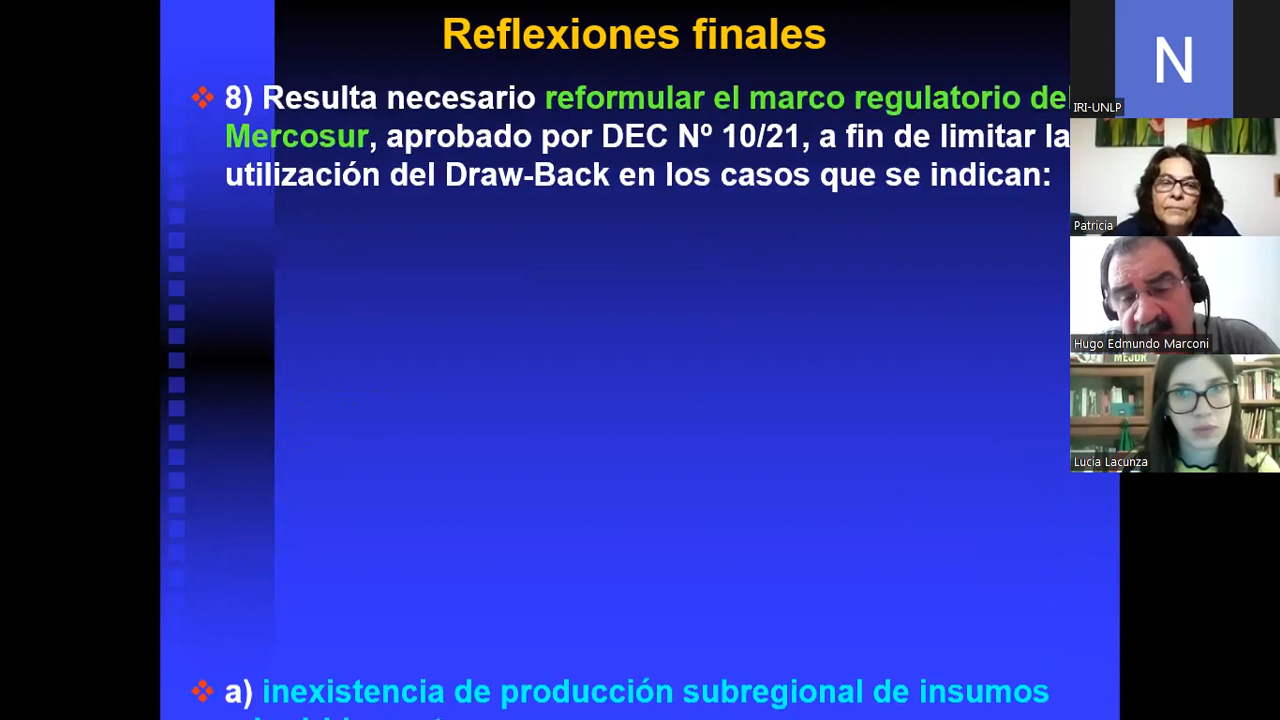 Reflexiones finales
8) Resulta necesario reformular el marco regulatorio del
Mercosur, aprobado por DEC Nº 10/21, a fin de limitar la
utilización del Draw-Back en los casos que se indican:
a) inexistencia de producción subregional de insumos
N
IRI-UNLP
Patricia
Hugo Edmundo Marconi
MEJOR
Lucía Lacunza